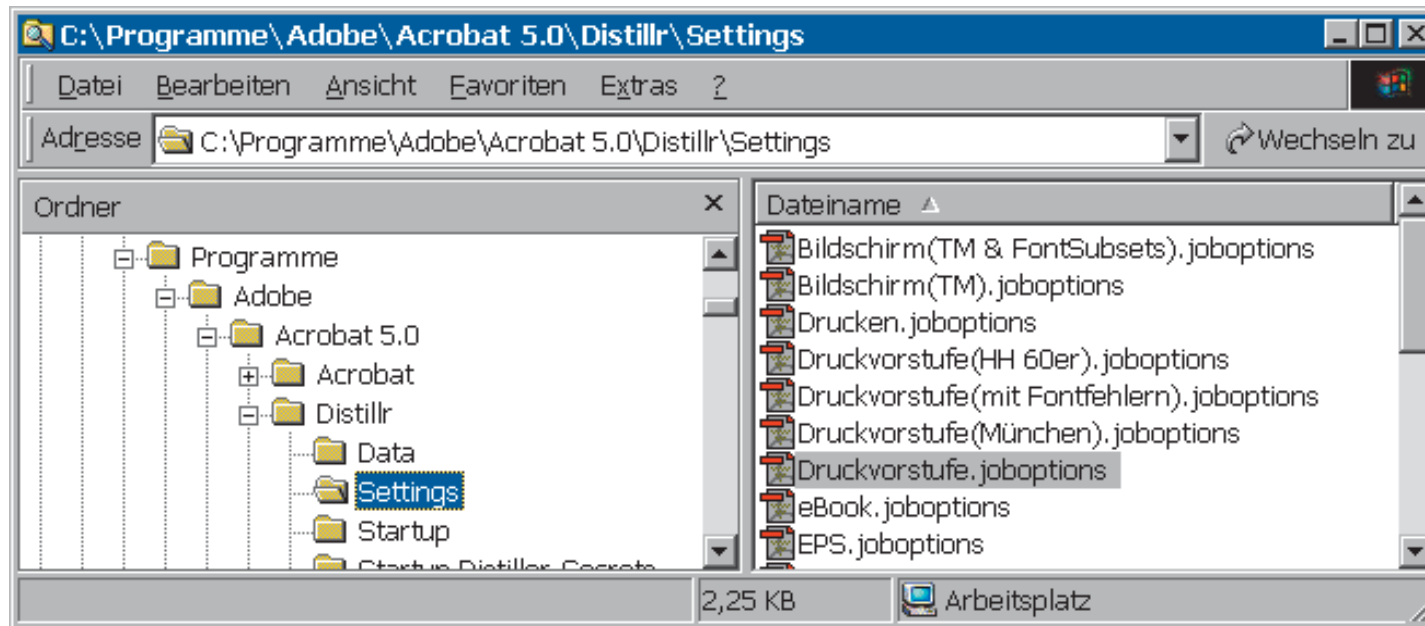 C:\Programme\Adobe\Acrobat 5.0\Distillr\Settings
Datei Bearbeiten Ansicht Favoriten Extras ?
Adresse C:\Programme\Adobe\Acrobat 5.0\Distillr\Settings Wechseln zu
Ordner
Programme
Adobe
Acrobat 5.0
Acrobat
Distillr
Data
Settings
Startup
Startup Distiller Secrets
Dateiname
Bildschirm(TM & FontSubsets).joboptions
Bildschirm(TM).joboptions
Drucken.joboptions
Druckvorstufe(HH 60er).joboptions
Druckvorstufe(mit Fontfehlern).joboptions
Druckvorstufe(München).joboptions
Druckvorstufe.joboptions
eBook.joboptions
EPS.joboptions
2,25 KB Arbeitsplatz